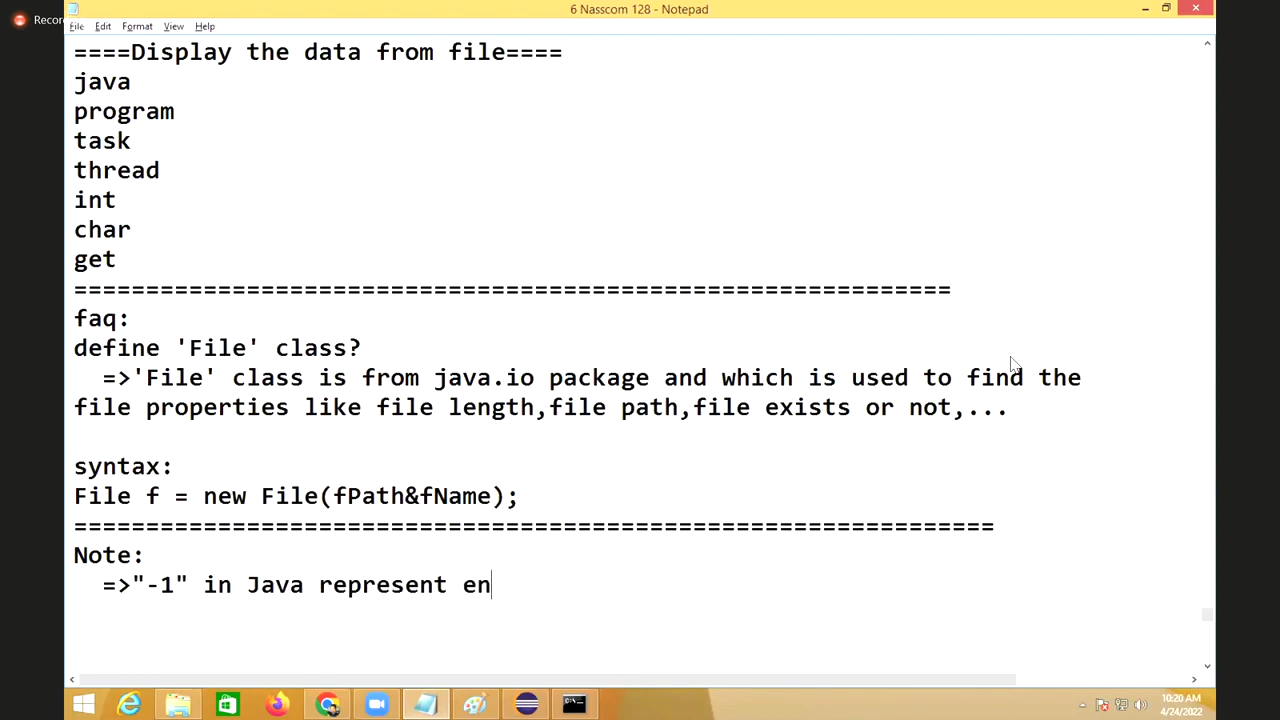 6 Nasscom 128 - Notepad
Recor
File Edit Format View Help
====Display the data from file====
java
program
task
thread
int
char
get
=============================================================
faq:
define 'File' class?
=>'File' class is from java.io package and which is used to find the
file properties like file length,file path,file exists or not,...
syntax:
File f = new File(fPath&fName);
================================================================
Note:
=>"-1" in Java represent en
10:20 AM
4/24/2022